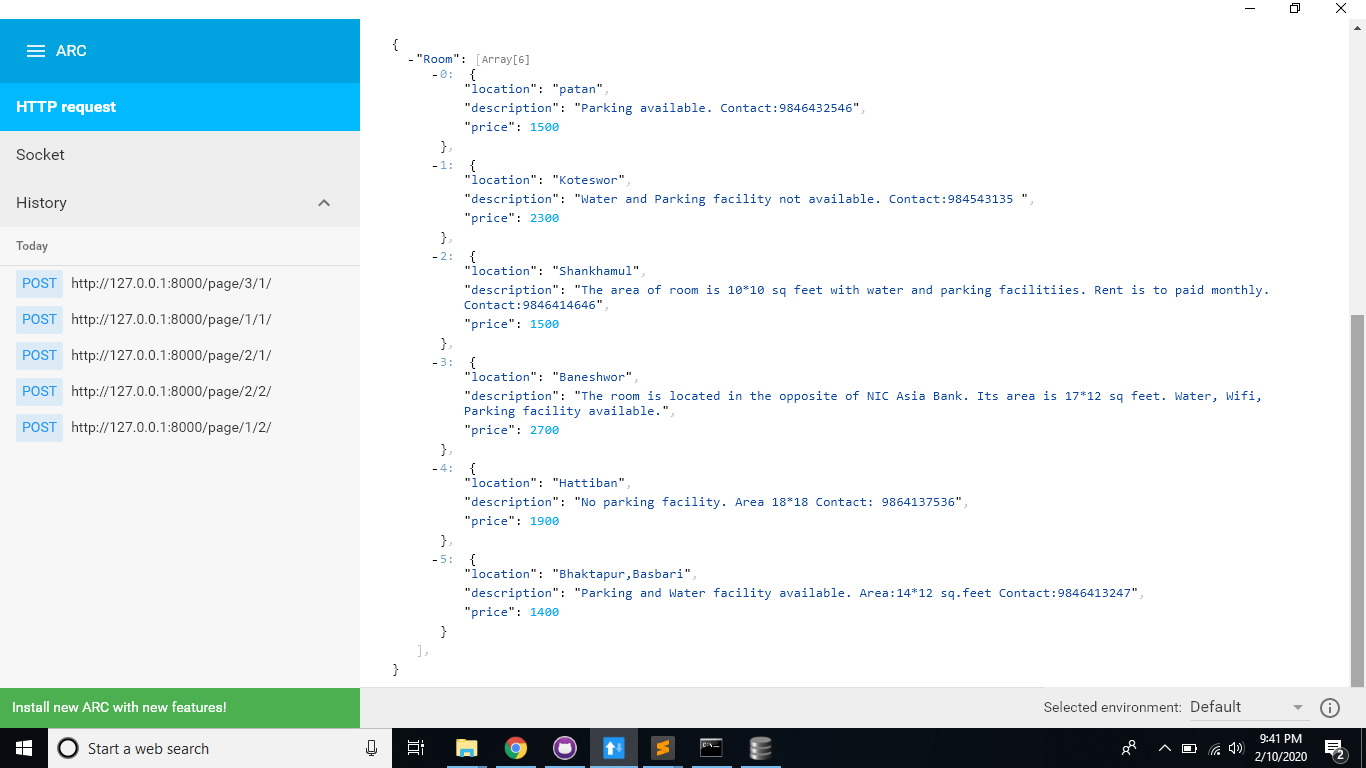 ARC
HTTP request
Socket
History
Today
POST http://127.0.0.1:8000/page/3/1/
POST http://127.0.0.1:8000/page/1/1/
POST http://127.0.0.1:8000/page/2/1/
POST http://127.0.0.1:8000/page/2/2/
POST http://127.0.0.1:8000/page/1/2/
Install new ARC with new features!
{
-"Room": [Array[6]
-0: {
"location": "patan",
"description": "Parking available. Contact:9846432546",
"price": 1500
},
-1: {
"location": "Koteswor",
"description": "Water and Parking facility not available. Contact:984543135 ",
"price": 2300
},
-2: {
"location": "Shankhamul",
"description": "The area of room is 10*10 sq feet with water and parking facilitiies. Rent is to paid monthly.
Contact:9846414646",
"price": 1500
},
-3: {
"location": "Baneshwor",
"description": "The room is located in the opposite of NIC Asia Bank. Its area is 17*12 sq feet. Water, Wifi,
Parking facility available.",
"price": 2700
},
-4: {
"location": "Hattiban",
"description": "No parking facility. Area 18*18 Contact: 9864137536",
"price": 1900
},
-5: {
"location": "Bhaktapur,Basbari",
"description": "Parking and Water facility available. Area:14*12 sq.feet Contact:9846413247",
"price": 1400
}
],
}
Selected environment: Default
Start a web search
9:41 PM
2/10/2020
2